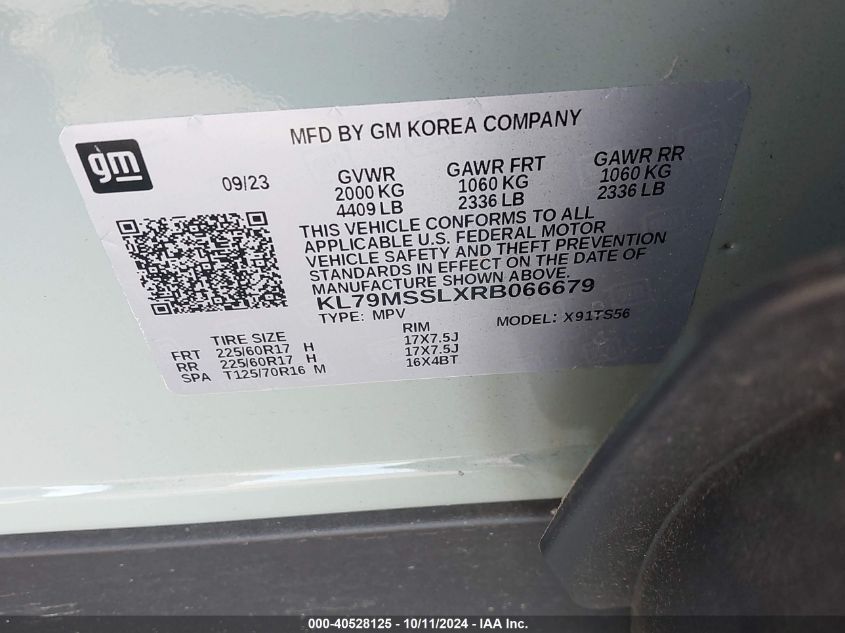 gm
MFD BY GM KOREA COMPANY
09/23
GVWR
2000 KG
4409 LB
GAWR FRT
1060 KG
2336 LB
GAWR RR
1060 KG
2336 LB
THIS VEHICLE CONFORMS TO ALL
APPLICABLE U.S. FEDERAL MOTOR
VEHICLE SAFETY AND THEFT PREVENTION
STANDARDS IN EFFECT ON THE DATE OF
MANUFACTURE SHOWN ABOVE.
KL79MSSLXRB066679
TYPE: MPV
MODEL: X91TS56
TIRE SIZE
RIM
FRT 225/60R17 H 17X7.5J
RR 225/60R17 H 17X7.5J
SPA T125/70R16 M 16X4BT
000-40528125 - 10/11/2024 - IAA Inc.